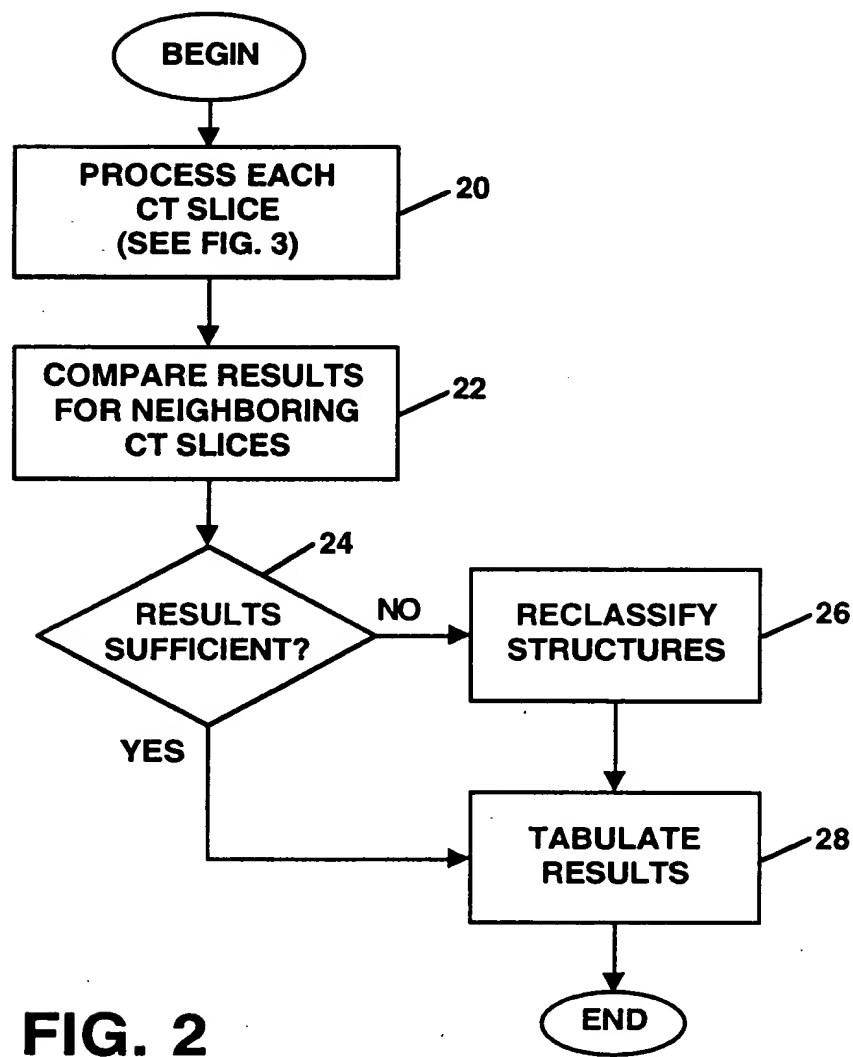 BEGIN
PROCESS EACH
CT SLICE
(SEE FIG. 3)
20
COMPARE RESULTS
FOR NEIGHBORING
CT SLICES
22
24
RESULTS
SUFFICIENT?
NO
RECLASSIFY
STRUCTURES
26
YES
TABULATE
RESULTS
28
END
FIG. 2